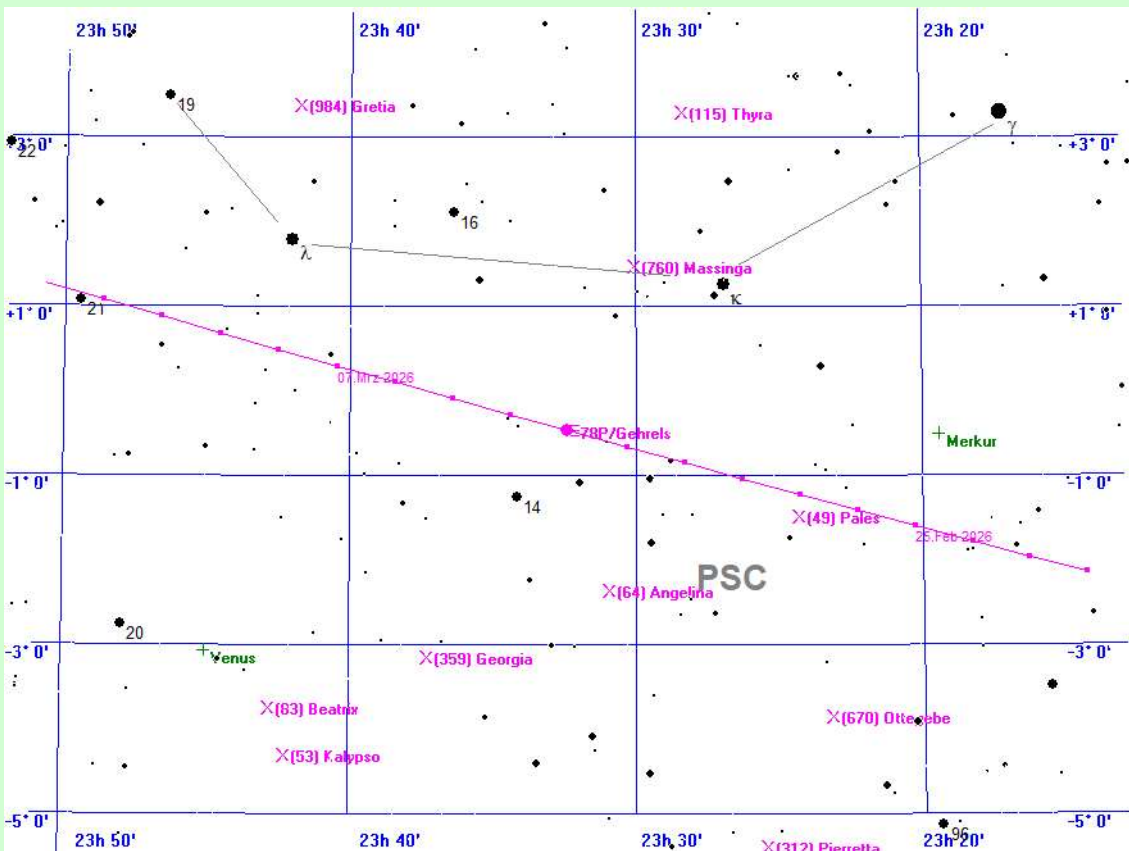 23h 50'
23h 40'
23h 30'
23h 20'
19
(984) Gretia
(115) Thyra
γ
22
+3° 0'
+3° 0'
16
λ
(760) Massinga
κ
21
+1° 0'
+1° 0'
07.Mrz 2026
78P/Gehrels
Merkur
-1° 0'
-1° 0'
14
(49) Pales
25.Feb 2026
PSC
(64) Angelina
20
Venus
(359) Georgia
-3° 0'
-3° 0'
(83) Beatrix
(670) Ottegebe
(53) Kalypso
-5° 0'
-5° 0'
96
23h 50'
23h 40'
23h 30'
23h 20'
(312) Pierretta